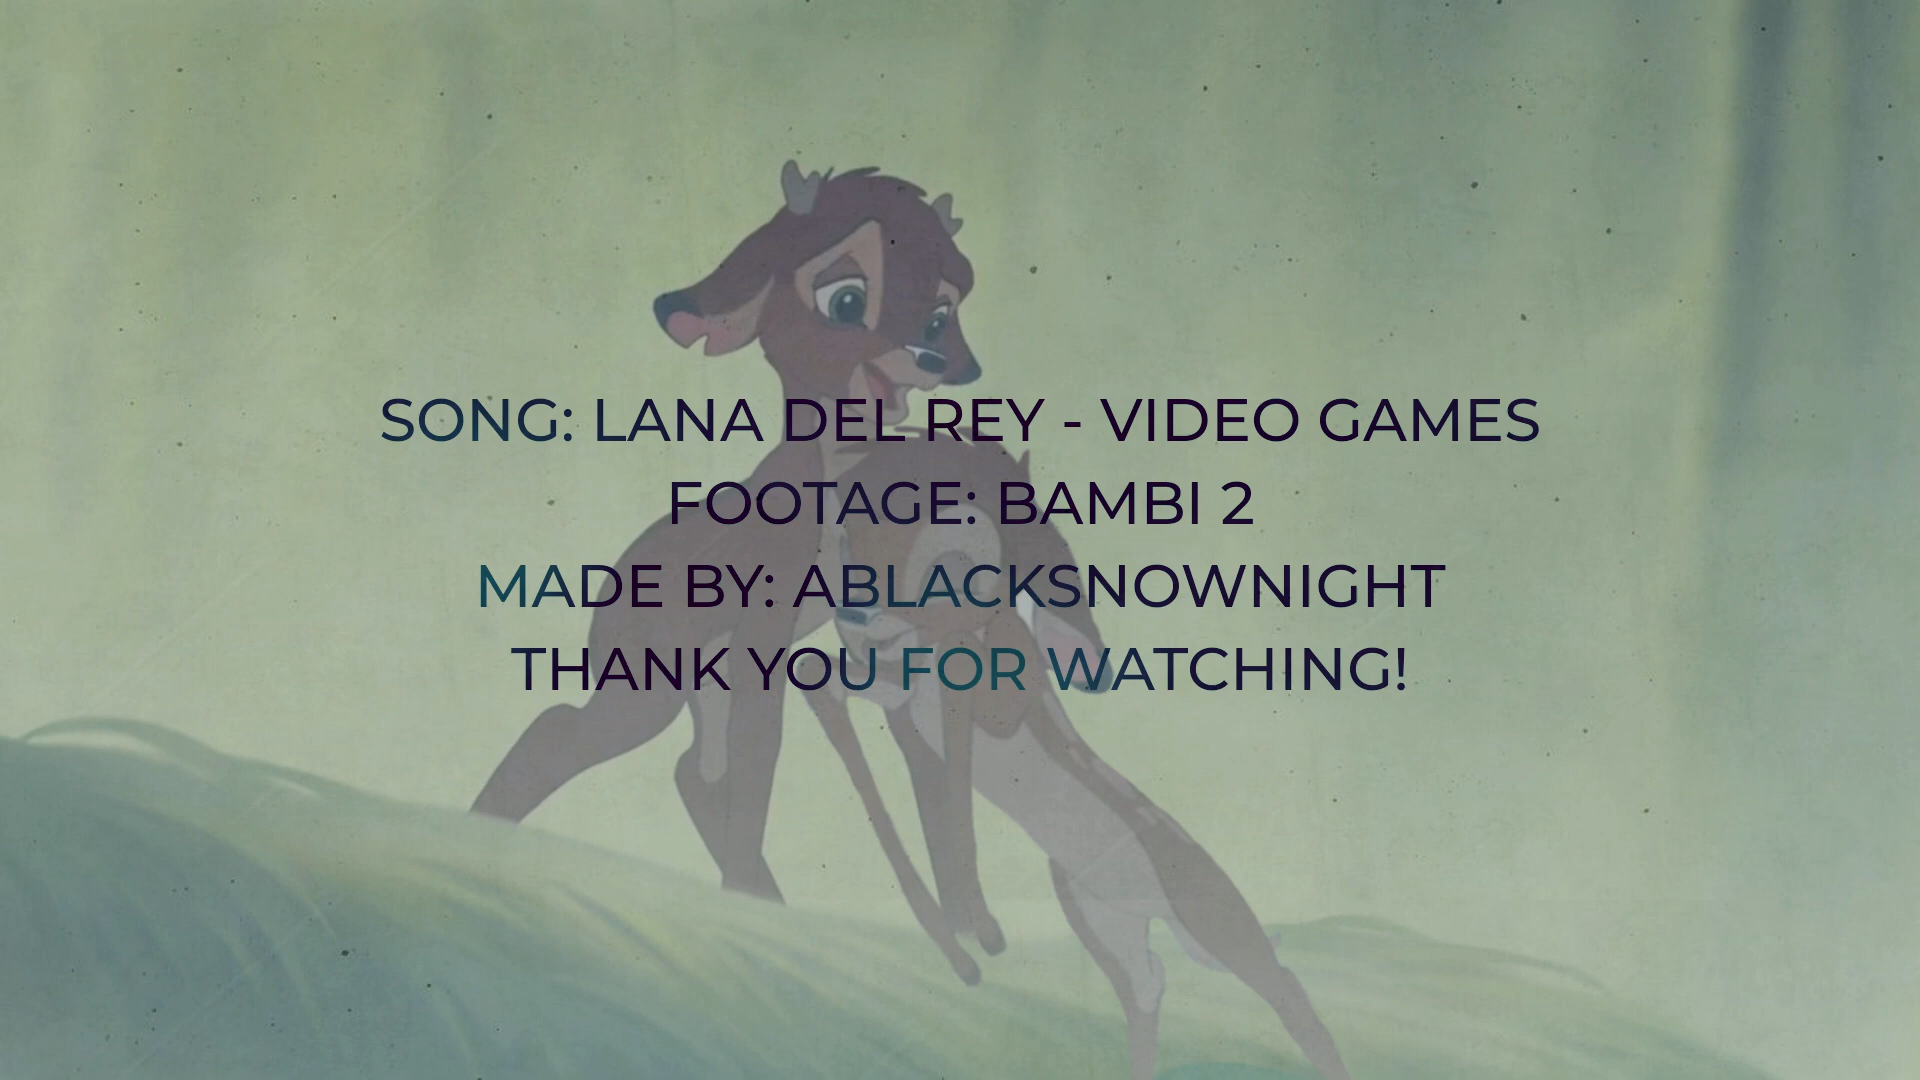 SONG: LANA DEL REY - VIDEO GAMES
FOOTAGE: BAMBI 2
MADE BY: ABLACKSNOWNIGHT
THANK YOU FOR WATCHING!